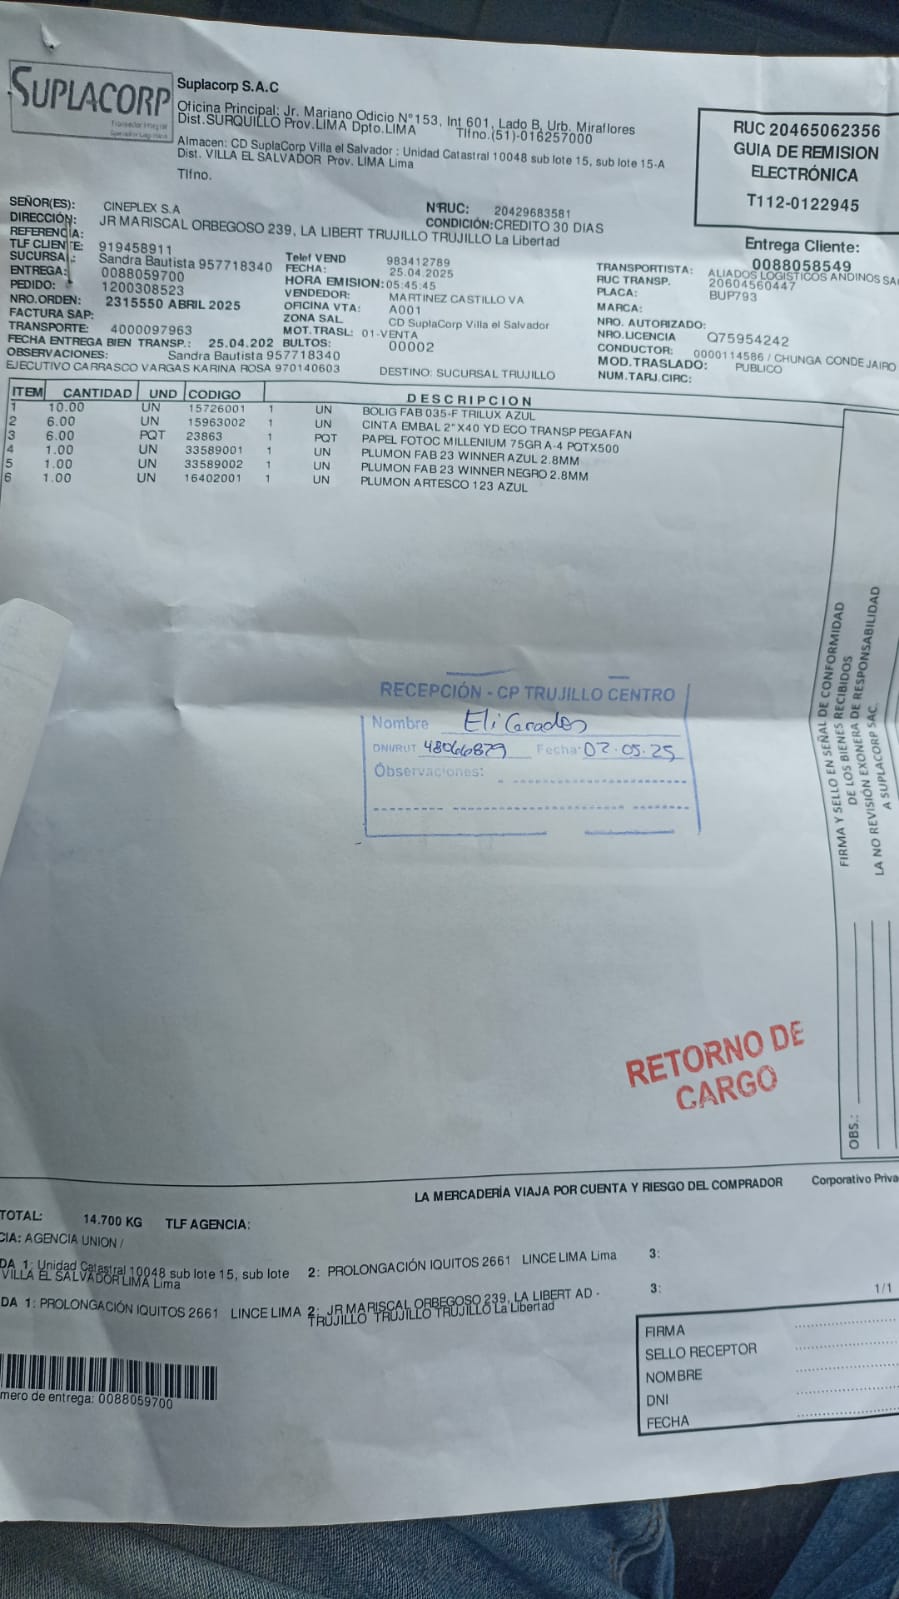 SUPLACORP
Suplacorp S.A.C
Oficina Principal: Jr. Mariano Odicio N°153, Int 601, Lado B, Urb. Miraflores
Dist.SURQUILLO Prov.LIMA Dpto.LIMA Tlfno.(51)-016257000
Almacen: CD SuplaCorp Villa el Salvador : Unidad Catastral 10048 sub lote 15, sub lote 15-A
Dist. VILLA EL SALVADOR Prov. LIMA Lima
Tlfno.
RUC 20465062356
GUIA DE REMISION
ELECTRÓNICA
T112-0122945
SEÑOR(ES): CINEPLEX S.A N°RUC: 20429683581
DIRECCIÓN: JR MARISCAL ORBEGOSO 239, LA LIBERT TRUJILLO TRUJILLO La Libertad
CONDICIÓN:CREDITO 30 DIAS
REFERENCIA:
TLF CLIENTE: 919458911
SUCURSAL: Sandra Bautista 957718340
ENTREGA: 0088059700
PEDIDO: 1200308523
NRO.ORDEN: 2315550 ABRIL 2025
FACTURA SAP:
TRANSPORTE: 4000097963
FECHA ENTREGA BIEN TRANSP.: 25.04.202
OBSERVACIONES: Sandra Bautista 957718340
EJECUTIVO CARRASCO VARGAS KARINA ROSA 970140603
Telef VEND 983412789
FECHA: 25.04.2025
HORA EMISION:05:45:45
VENDEDOR: MARTINEZ CASTILLO VA
OFICINA VTA: A001
ZONA SAL CD SuplaCorp Villa el Salvador
MOT.TRASL: 01-VENTA
BULTOS: 00002
DESTINO: SUCURSAL TRUJILLO
Entrega Cliente:
0088058549
TRANSPORTISTA: ALIADOS LOGISTICOS ANDINOS SA
RUC TRANSP. 20604560447
PLACA: BUP793
MARCA:
NRO. AUTORIZADO:
NRO.LICENCIA Q75954242
CONDUCTOR: 0000114586 / CHUNGA CONDE JAIRO
MOD.TRASLADO: PUBLICO
NUM.TARJ.CIRC:
ITEM CANTIDAD UND CODIGO DESCRIPCION
1 10.00 UN 15726001 1 UN BOLIG FAB 035-F TRILUX AZUL
2 6.00 UN 15963002 1 UN CINTA EMBAL 2"X40 YD ECO TRANSP PEGAFAN
3 6.00 PQT 23863 1 PQT PAPEL FOTOC MILLENIUM 75GR A-4 PQTX500
4 1.00 UN 33589001 1 UN PLUMON FAB 23 WINNER AZUL 2.8MM
5 1.00 UN 33589002 1 UN PLUMON FAB 23 WINNER NEGRO 2.8MM
6 1.00 UN 16402001 1 UN PLUMON ARTESCO 123 AZUL
RECEPCIÓN - CP TRUJILLO CENTRO
Nombre Eli
DNI/RUT 48066879 Fecha: 02.05.25
Observaciones:
FIRMA Y SELLO EN SEÑAL DE CONFORMIDAD
DE LOS BIENES RECIBIDOS
LA NO REVISIÓN EXONERA DE RESPONSABILIDAD
A SUPLACORP SAC.
OBS.:
RETORNO DE
CARGO
LA MERCADERÍA VIAJA POR CUENTA Y RIESGO DEL COMPRADOR Corporativo Priva
TOTAL: 14.700 KG TLF AGENCIA:
CIA: AGENCIA UNION /
DA 1: Unidad Catastral 10048 sub lote 15, sub lote 2: PROLONGACIÓN IQUITOS 2661 LINCE LIMA Lima 3:
VILLA EL SALVADOR LIMA Lima
DA 1: PROLONGACIÓN IQUITOS 2661 LINCE LIMA 2: JR MARISCAL ORBEGOSO 239, LA LIBERT AD - 3:
TRUJILLO TRUJILLO TRUJILLO La Libertad
1/1
FIRMA
SELLO RECEPTOR
NOMBRE
DNI
FECHA
mero de entrega: 0088059700